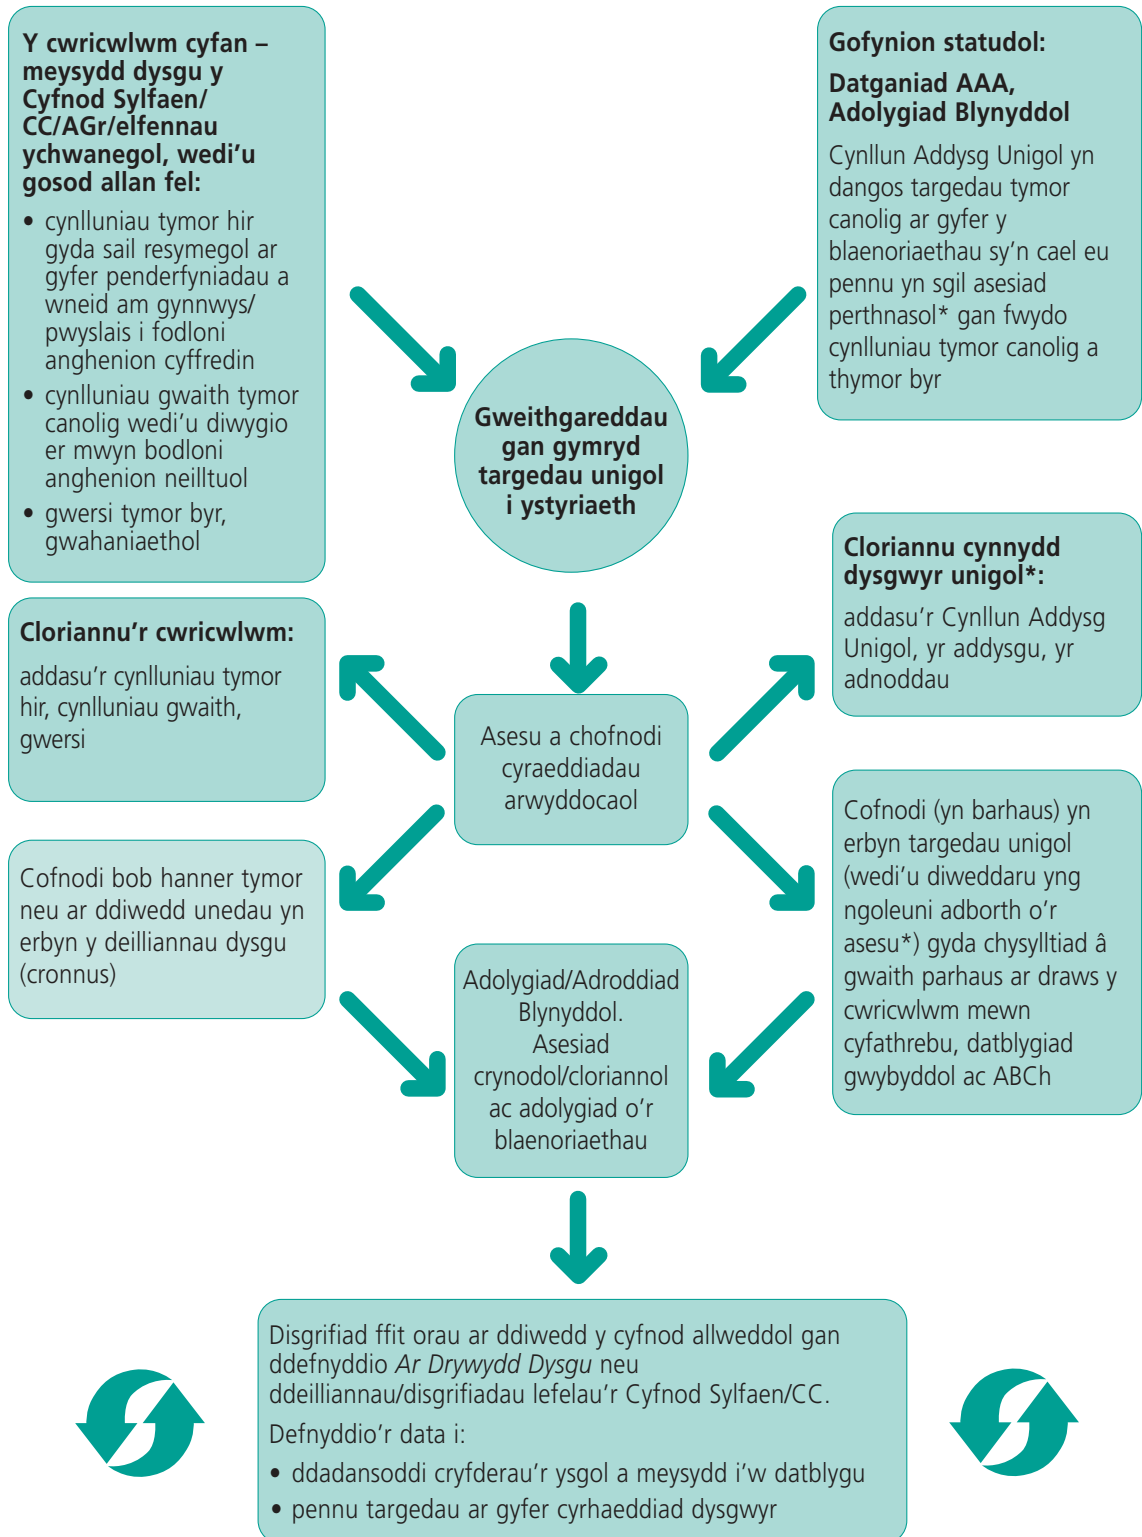 Y cwricwlwm cyfan –
meysydd dysgu y
Cyfnod Sylfaen/
CC/AGr/elfennau
ychwanegol, wedi'u
gosod allan fel:
• cynlluniau tymor hir
gyda sail resymegol ar
gyfer penderfyniadau a
wneid am gynnwys/
pwyslais i fodloni
anghenion cyffredin
• cynlluniau gwaith tymor
canolig wedi'u diwygio
er mwyn bodloni
anghenion neilltuol
• gwersi tymor byr,
gwahaniaethol
Gofynion statudol:
Datganiad AAA,
Adolygiad Blynyddol
Cynllun Addysg Unigol yn
dangos targedau tymor
canolig ar gyfer y
blaenoriaethau sy'n cael eu
pennu yn sgil asesiad
perthnasol* gan fwydo
cynlluniau tymor canolig a
thymor byr
Gweithgareddau
gan gymryd
targedau unigol
i ystyriaeth
Cloriannu'r cwricwlwm:
addasu'r cynlluniau tymor
hir, cynlluniau gwaith,
gwersi
Cloriannu cynnydd
dysgwyr unigol*:
addasu'r Cynllun Addysg
Unigol, yr addysgu, yr
adnoddau
Asesu a chofnodi
cyraeddiadau
arwyddocaol
Cofnodi bob hanner tymor
neu ar ddiwedd unedau yn
erbyn y deilliannau dysgu
(cronnus)
Cofnodi (yn barhaus) yn
erbyn targedau unigol
(wedi'u diweddaru yng
ngoleuni adborth o'r
asesu*) gyda chysylltiad â
gwaith parhaus ar draws y
cwricwlwm mewn
cyfathrebu, datblygiad
gwybyddol ac ABCh
Adolygiad/Adroddiad
Blynyddol.
Asesiad
crynodol/cloriannol
ac adolygiad o'r
blaenoriaethau
Disgrifiad ffit orau ar ddiwedd y cyfnod allweddol gan
ddefnyddio Ar Drywydd Dysgu neu
ddeilliannau/disgrifiadau lefelau'r Cyfnod Sylfaen/CC.
Defnyddio'r data i:
• ddadansoddi cryfderau'r ysgol a meysydd i'w datblygu
• pennu targedau ar gyfer cyrhaeddiad dysgwyr